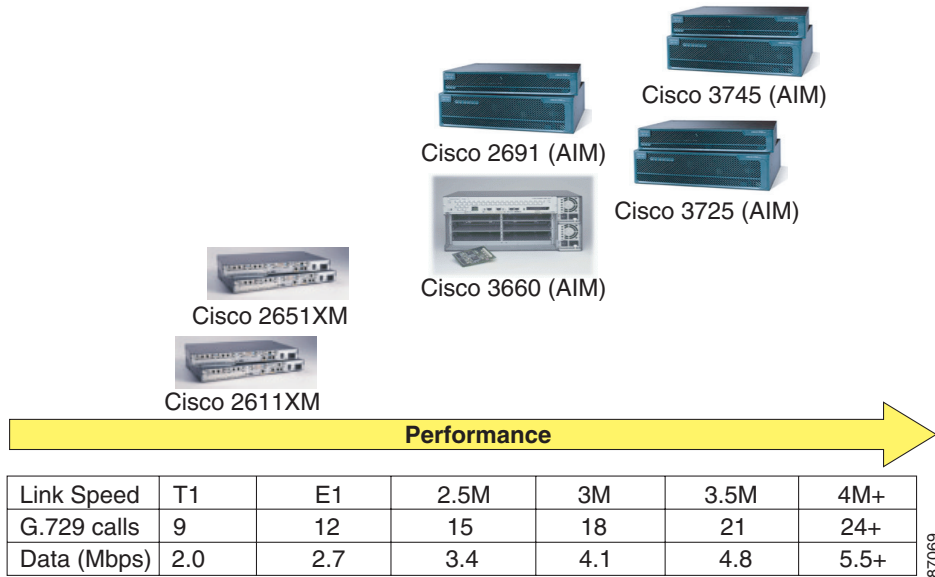 Cisco 3745 (AIM)
Cisco 2691 (AIM)
Cisco 3725 (AIM)
Cisco 3660 (AIM)
Cisco 2651XM
Cisco 2611XM
Performance
Link Speed T1 E1 2.5M 3M 3.5M 4M+
G.729 calls 9 12 15 18 21 24+
Data (Mbps) 2.0 2.7 3.4 4.1 4.8 5.5+
87069